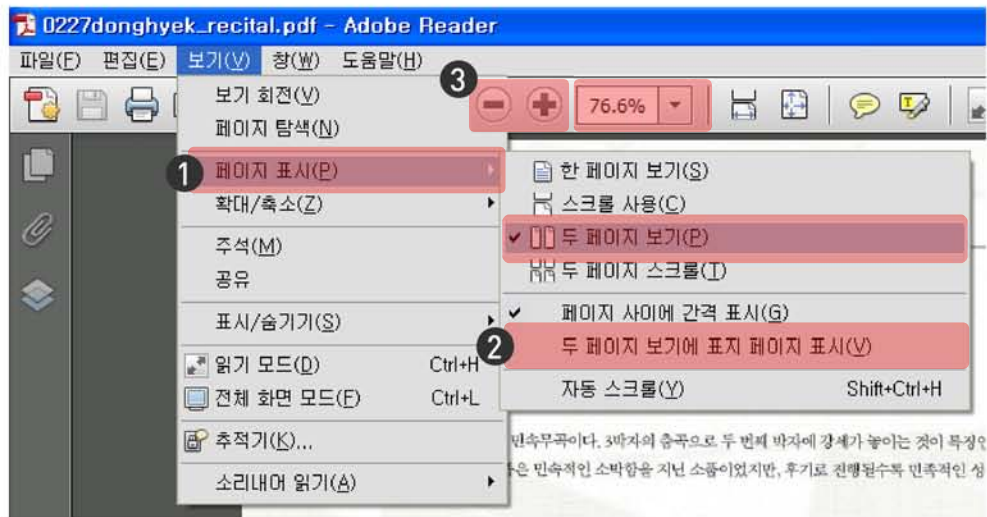 0227donghyek_recital.pdf - Adobe Reader
파일(F) 편집(E) 보기(V) 창(W) 도움말(H)
3
76.6%
보기 회전(V)
페이지 탐색(N)
1 페이지 표시(P)
확대/축소(Z)
주석(M)
공유
표시/숨기기(S)
읽기 모드(D) Ctrl+H
전체 화면 모드(F) Ctrl+L
추적기(K)...
소리내어 읽기(A)
한 페이지 보기(S)
스크롤 사용(C)
두 페이지 보기(P)
두 페이지 스크롤(T)
페이지 사이에 간격 표시(G)
2 두 페이지 보기에 표지 페이지 표시(V)
자동 스크롤(Y) Shift+Ctrl+H
민속무곡이다. 3박자의 춤곡으로 두 번째 박자에 강세가 놓이는 것이 특징
은 민속적인 소박함을 지닌 소품이었지만, 후기로 진행될수록 민족적인 성